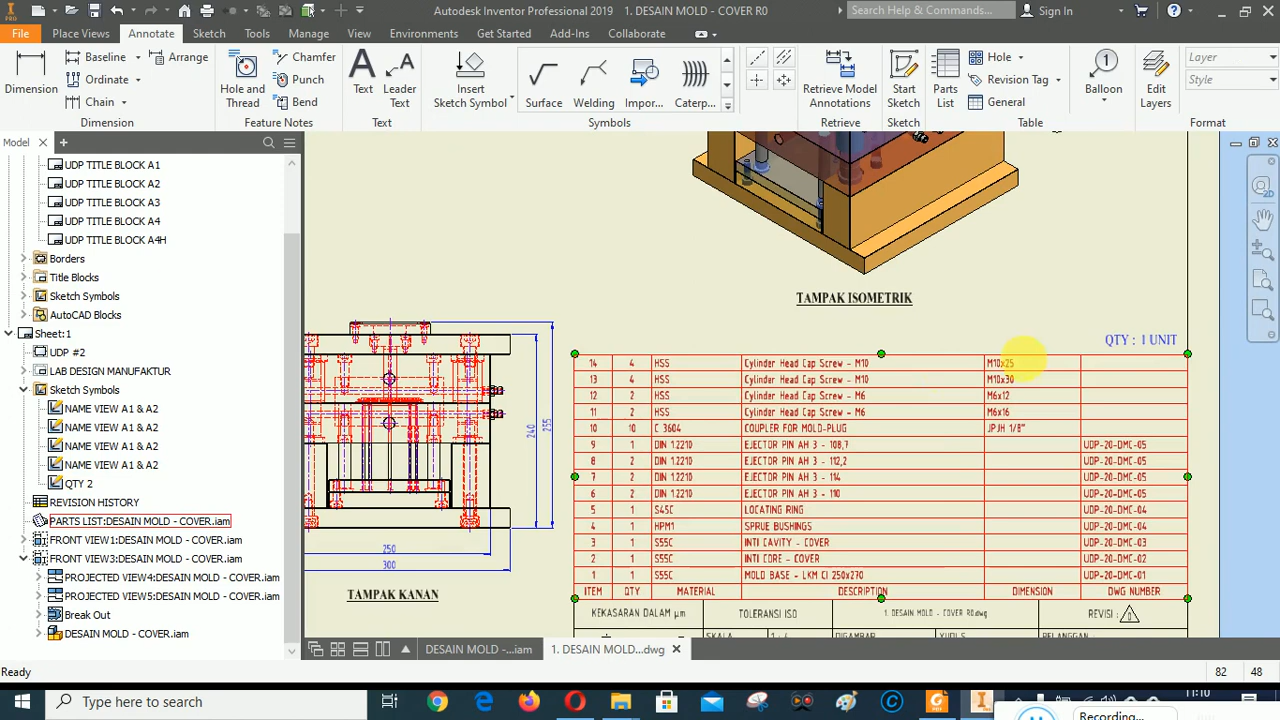 Autodesk Inventor Professional 2019 1. DESAIN MOLD - COVER R0
Search Help & Commands...
Sign In
PRO
File Place Views Annotate Sketch Tools Manage View Environments Get Started Add-Ins Collaborate
Dimension
Baseline
Ordinate
Chain
Arrange
Dimension
Hole and Thread
Chamfer
Punch
Bend
Feature Notes
Text
Leader Text
Text
Insert Sketch Symbol
Surface
Welding
Impor...
Caterp...
Symbols
Retrieve Model Annotations
Retrieve
Start Sketch
Sketch
Parts List
Hole
Revision Tag
General
Table
Balloon
Edit Layers
Layer
Style
Format
Model
UDP TITLE BLOCK A1
UDP TITLE BLOCK A2
UDP TITLE BLOCK A3
UDP TITLE BLOCK A4
UDP TITLE BLOCK A4H
Borders
Title Blocks
Sketch Symbols
AutoCAD Blocks
Sheet:1
UDP #2
LAB DESIGN MANUFAKTUR
Sketch Symbols
NAME VIEW A1 & A2
NAME VIEW A1 & A2
NAME VIEW A1 & A2
NAME VIEW A1 & A2
QTY 2
REVISION HISTORY
PARTS LIST:DESAIN MOLD - COVER.iam
FRONT VIEW1:DESAIN MOLD - COVER.iam
FRONT VIEW3:DESAIN MOLD - COVER.iam
PROJECTED VIEW4:DESAIN MOLD - COVER.iam
PROJECTED VIEW5:DESAIN MOLD - COVER.iam
Break Out
DESAIN MOLD - COVER.iam
TAMPAK ISOMETRIK
QTY : 1 UNIT
240
255
250
300
TAMPAK KANAN
14 4 HSS Cylinder Head Cap Screw - M10 M10x25
13 4 HSS Cylinder Head Cap Screw - M10 M10x30
12 2 HSS Cylinder Head Cap Screw - M6 M6x12
11 2 HSS Cylinder Head Cap Screw - M6 M6x16
10 10 C 3604 COUPLER FOR MOLD-PLUG JPJH 1/8"
9 1 DIN 12210 EJECTOR PIN AH 3 - 108,7 UDP-20-DMC-05
8 2 DIN 12210 EJECTOR PIN AH 3 - 112,2 UDP-20-DMC-05
7 2 DIN 12210 EJECTOR PIN AH 3 - 114 UDP-20-DMC-05
6 2 DIN 12210 EJECTOR PIN AH 3 - 110 UDP-20-DMC-05
5 1 S45C LOCATING RING UDP-20-DMC-04
4 1 HPM1 SPRUE BUSHINGS UDP-20-DMC-04
3 1 S55C INTI CAVITY - COVER UDP-20-DMC-03
2 1 S55C INTI CORE - COVER UDP-20-DMC-02
1 1 S55C MOLD BASE - LKM CI 250x270 UDP-20-DMC-01
ITEM QTY MATERIAL DESCRIPTION DIMENSION DWG NUMBER
KEKASARAN DALAM µm TOLERANSI ISO 1. DESAIN MOLD - COVER R0.dwg REVISI : 0
SKALA 1 : 4 DIGAMBAR YUDI S PELANGGAN
DESAIN MOLD -...iam 1. DESAIN MOLD...dwg
Ready
82 48
Type here to search
11:10
Recording...